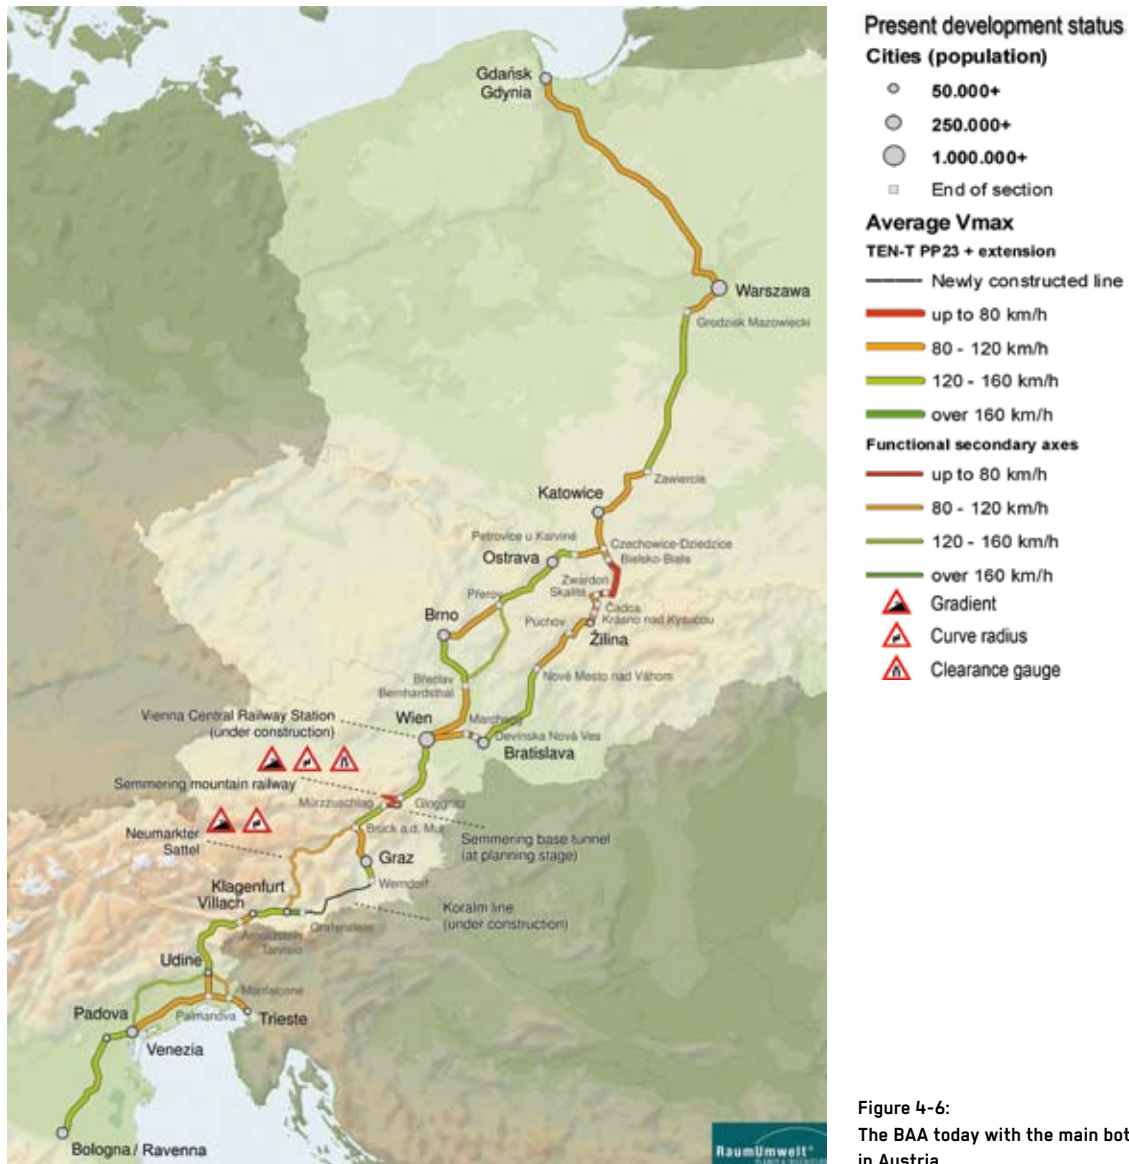 Gdańsk
Gdynia
Warszawa
Grodzisk Mazowiecki
Zawiercie
Katowice
Petrovice u Karviné
Czechowice-Dziedzice
Ostrava
Bielsko-Biała
Zwardoń
Skalité
Přerov
Čadca
Brno
Krásno nad Kysucou
Púchov
Žilina
Břeclav
Nové Mesto nad Váhom
Bernhardsthal
Vienna Central Railway Station
(under construction)
Wien
Marchegg
Devínska Nová Ves
Bratislava
Semmering mountain railway
Mürzzuschlag
Gloggnitz
Neumarkter
Sattel
Bruck a.d. Mur
Semmering base tunnel
(at planning stage)
Graz
Klagenfurt
Werndorf
Villach
Koralm line
(under construction)
Grafenstein
Arnoldstein
Tarvisio
Udine
Monfalcone
Padova
Palmanova
Trieste
Venezia
Bologna / Ravenna
RaumUmwelt®
Present development status
Cities (population)
50.000+
250.000+
1.000.000+
End of section
Average Vmax
TEN-T PP23 + extension
Newly constructed line
up to 80 km/h
80 - 120 km/h
120 - 160 km/h
over 160 km/h
Functional secondary axes
up to 80 km/h
80 - 120 km/h
120 - 160 km/h
over 160 km/h
Gradient
Curve radius
Clearance gauge
Figure 4-6:
The BAA today with the main bot
in Austria